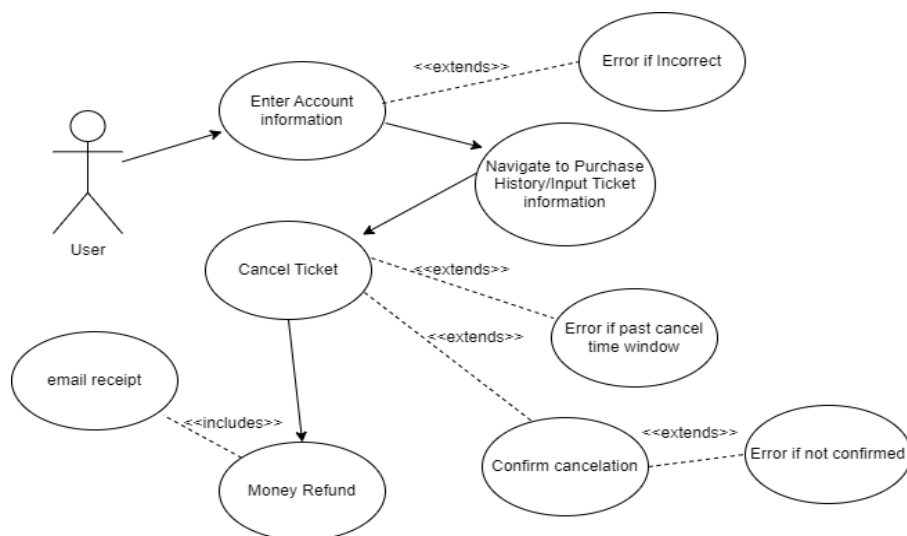 Error if Incorrect
<<extends>>
Enter Account
information
Navigate to Purchase
History/Input Ticket
information
User
Cancel Ticket
<<extends>>
Error if past cancel
time window
<<extends>>
email receipt
<<includes>>
<<extends>>
Error if not confirmed
Confirm cancelation
Money Refund